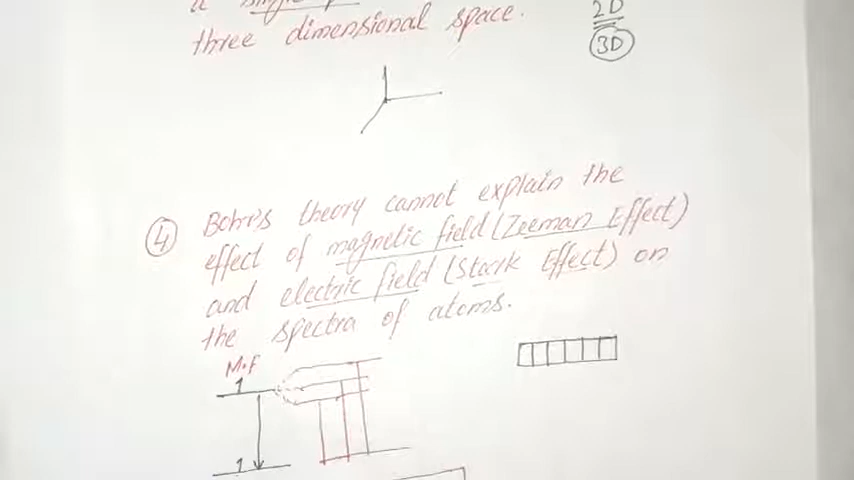 a single
three dimensional space.
2D
3D
4 Bohr's theory cannot explain the
effect of magnetic field (Zeeman Effect)
and electric field (Stark Effect) on
the spectra of atoms.
M.F
1
1